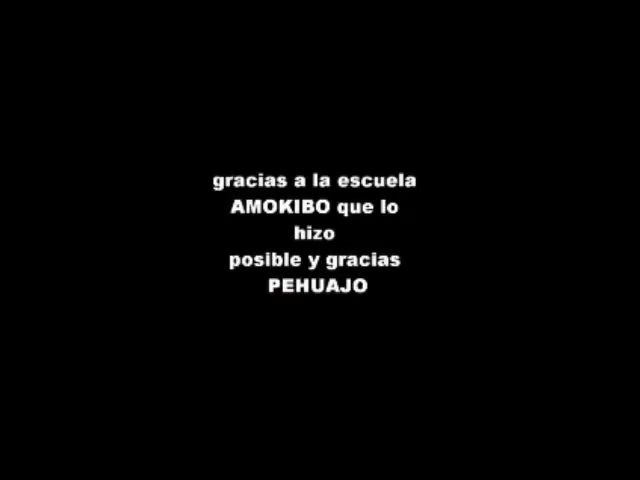 gracias a la escuela
AMOKIBO que lo
hizo
posible y gracias
PEHUAJO